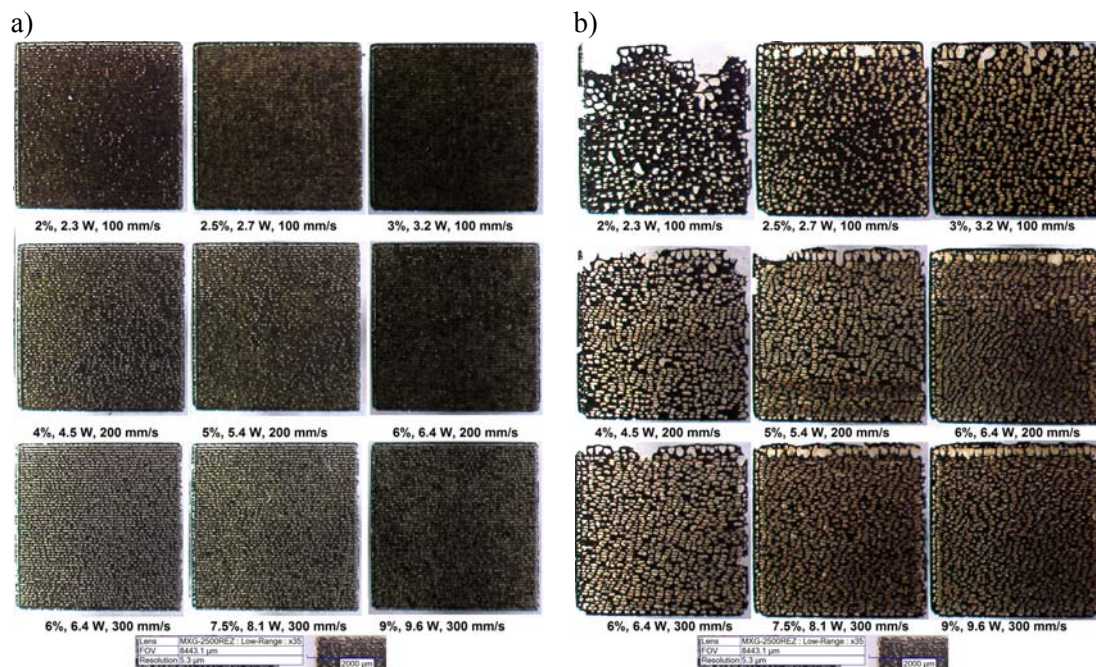 a)
2%, 2.3 W, 100 mm/s 2.5%, 2.7 W, 100 mm/s 3%, 3.2 W, 100 mm/s
4%, 4.5 W, 200 mm/s 5%, 5.4 W, 200 mm/s 6%, 6.4 W, 200 mm/s
6%, 6.4 W, 300 mm/s 7.5%, 8.1 W, 300 mm/s 9%, 9.6 W, 300 mm/s
Lens MXG-2500REZ : Low-Range : x35
FOV 8443.1 µm
Resolution 5.3 µm
2000 µm
b)
2%, 2.3 W, 100 mm/s 2.5%, 2.7 W, 100 mm/s 3%, 3.2 W, 100 mm/s
4%, 4.5 W, 200 mm/s 5%, 5.4 W, 200 mm/s 6%, 6.4 W, 200 mm/s
6%, 6.4 W, 300 mm/s 7.5%, 8.1 W, 300 mm/s 9%, 9.6 W, 300 mm/s
Lens MXG-2500REZ : Low-Range : x35
FOV 8443.1 µm
Resolution 5.3 µm
2000 µm